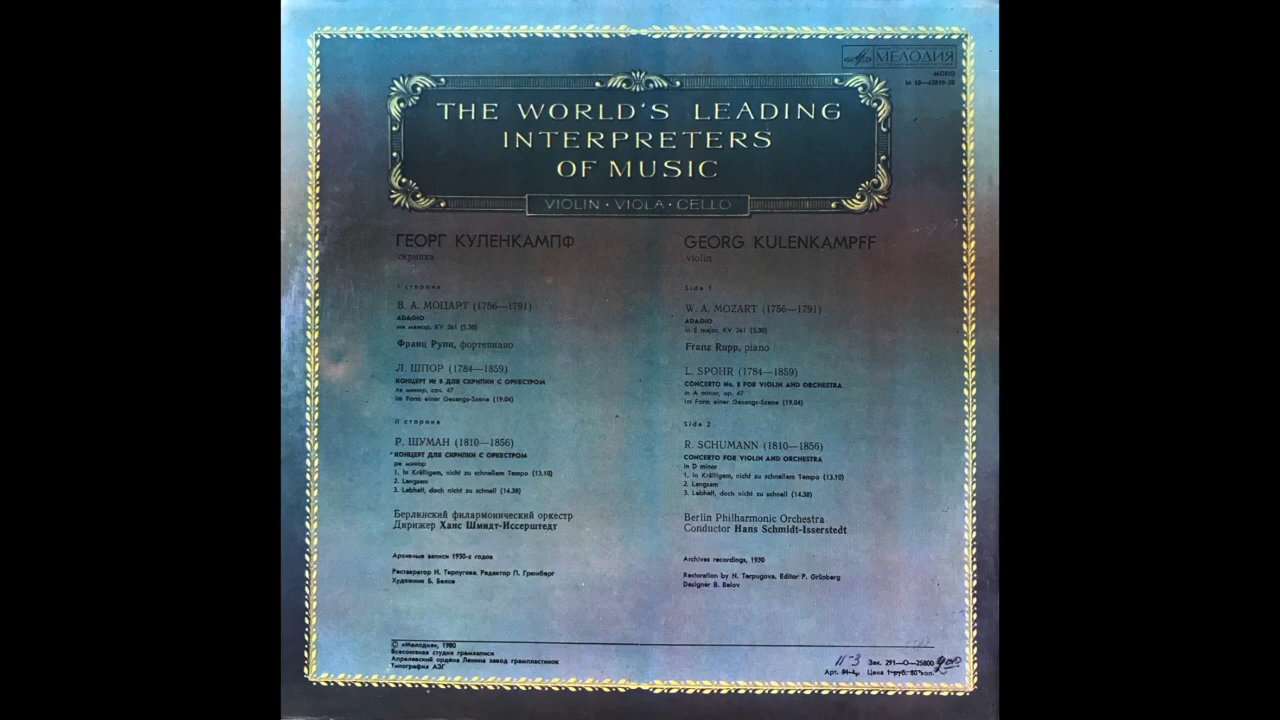 МЕЛОДИЯ
МОНО
THE WORLD'S LEADING
INTERPRETERS
OF MUSIC
VIOLIN · VIOLA · CELLO
ГЕОРГ КУЛЕНКАМПФ
скрипка
I сторона
В. А. МОЦАРТ (1756—1791)
ADAGIO
ми мажор, KV 261 (5.30)
Франц Рупп, фортепиано
Л. ШПОР (1784—1859)
КОНЦЕРТ № 8 ДЛЯ СКРИПКИ С ОРКЕСТРОМ
ля минор, соч. 47
Im Form einer Gesangs-Szene (19.04)
II сторона
Р. ШУМАН (1810—1856)
КОНЦЕРТ ДЛЯ СКРИПКИ С ОРКЕСТРОМ
ре минор
1. In Kräftigem, nicht zu schnellem Tempo (13.10)
2. Langsam
3. Lebhaft, doch nicht zu schnell (14.38)
Берлинский филармонический оркестр
Дирижер Ханс Шмидт-Иссерштедт
Архивные записи 1930-х годов
Реставратор Н. Терпугова. Редактор П. Грюнберг
Художник Б. Белов
GEORG KULENKAMPFF
violin
Side 1
W. A. MOZART (1756—1791)
ADAGIO
in E major, KV 261 (5.30)
Franz Rupp, piano
L. SPOHR (1784—1859)
CONCERTO No. 8 FOR VIOLIN AND ORCHESTRA
in A minor, op. 47
Im Form einer Gesangs-Szene (19.04)
Side 2
R. SCHUMANN (1810—1856)
CONCERTO FOR VIOLIN AND ORCHESTRA
in D minor
1. In Kräftigem, nicht zu schnellem Tempo (13.10)
2. Langsam
3. Lebhaft, doch nicht zu schnell (14.38)
Berlin Philharmonic Orchestra
Conductor Hans Schmidt-Isserstedt
Archives recordings, 1930
Restoration by N. Terpugova. Editor P. Grünberg
Designer B. Belov
© «Мелодия», 1980
Всесоюзная студия грамзаписи
Апрелевский ордена Ленина завод грампластинок
Типография АЗГ
11-3 Зак. 291—О—25800
Арт. Цена 1 руб. 80 коп.